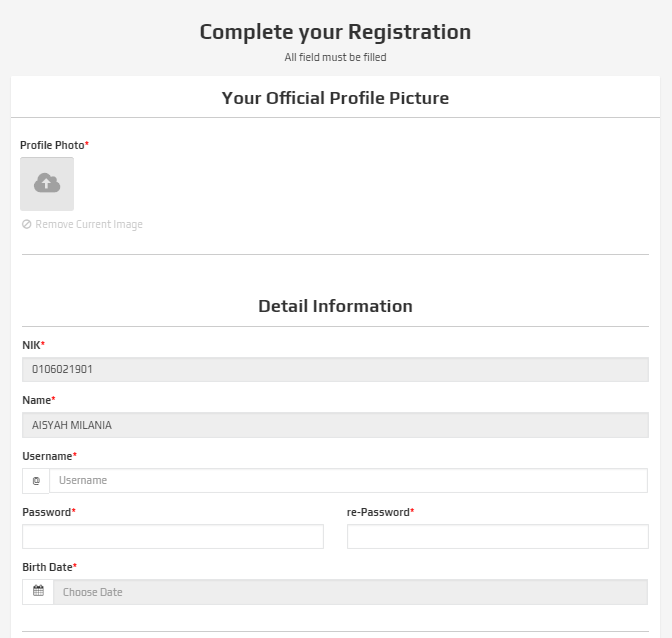 Complete your Registration
All field must be filled
Your Official Profile Picture
Profile Photo*
Remove Current Image
Detail Information
NIK*
0106021901
Name*
AISYAH MILANIA
Username*
@ Username
Password* re-Password*
Birth Date*
Choose Date